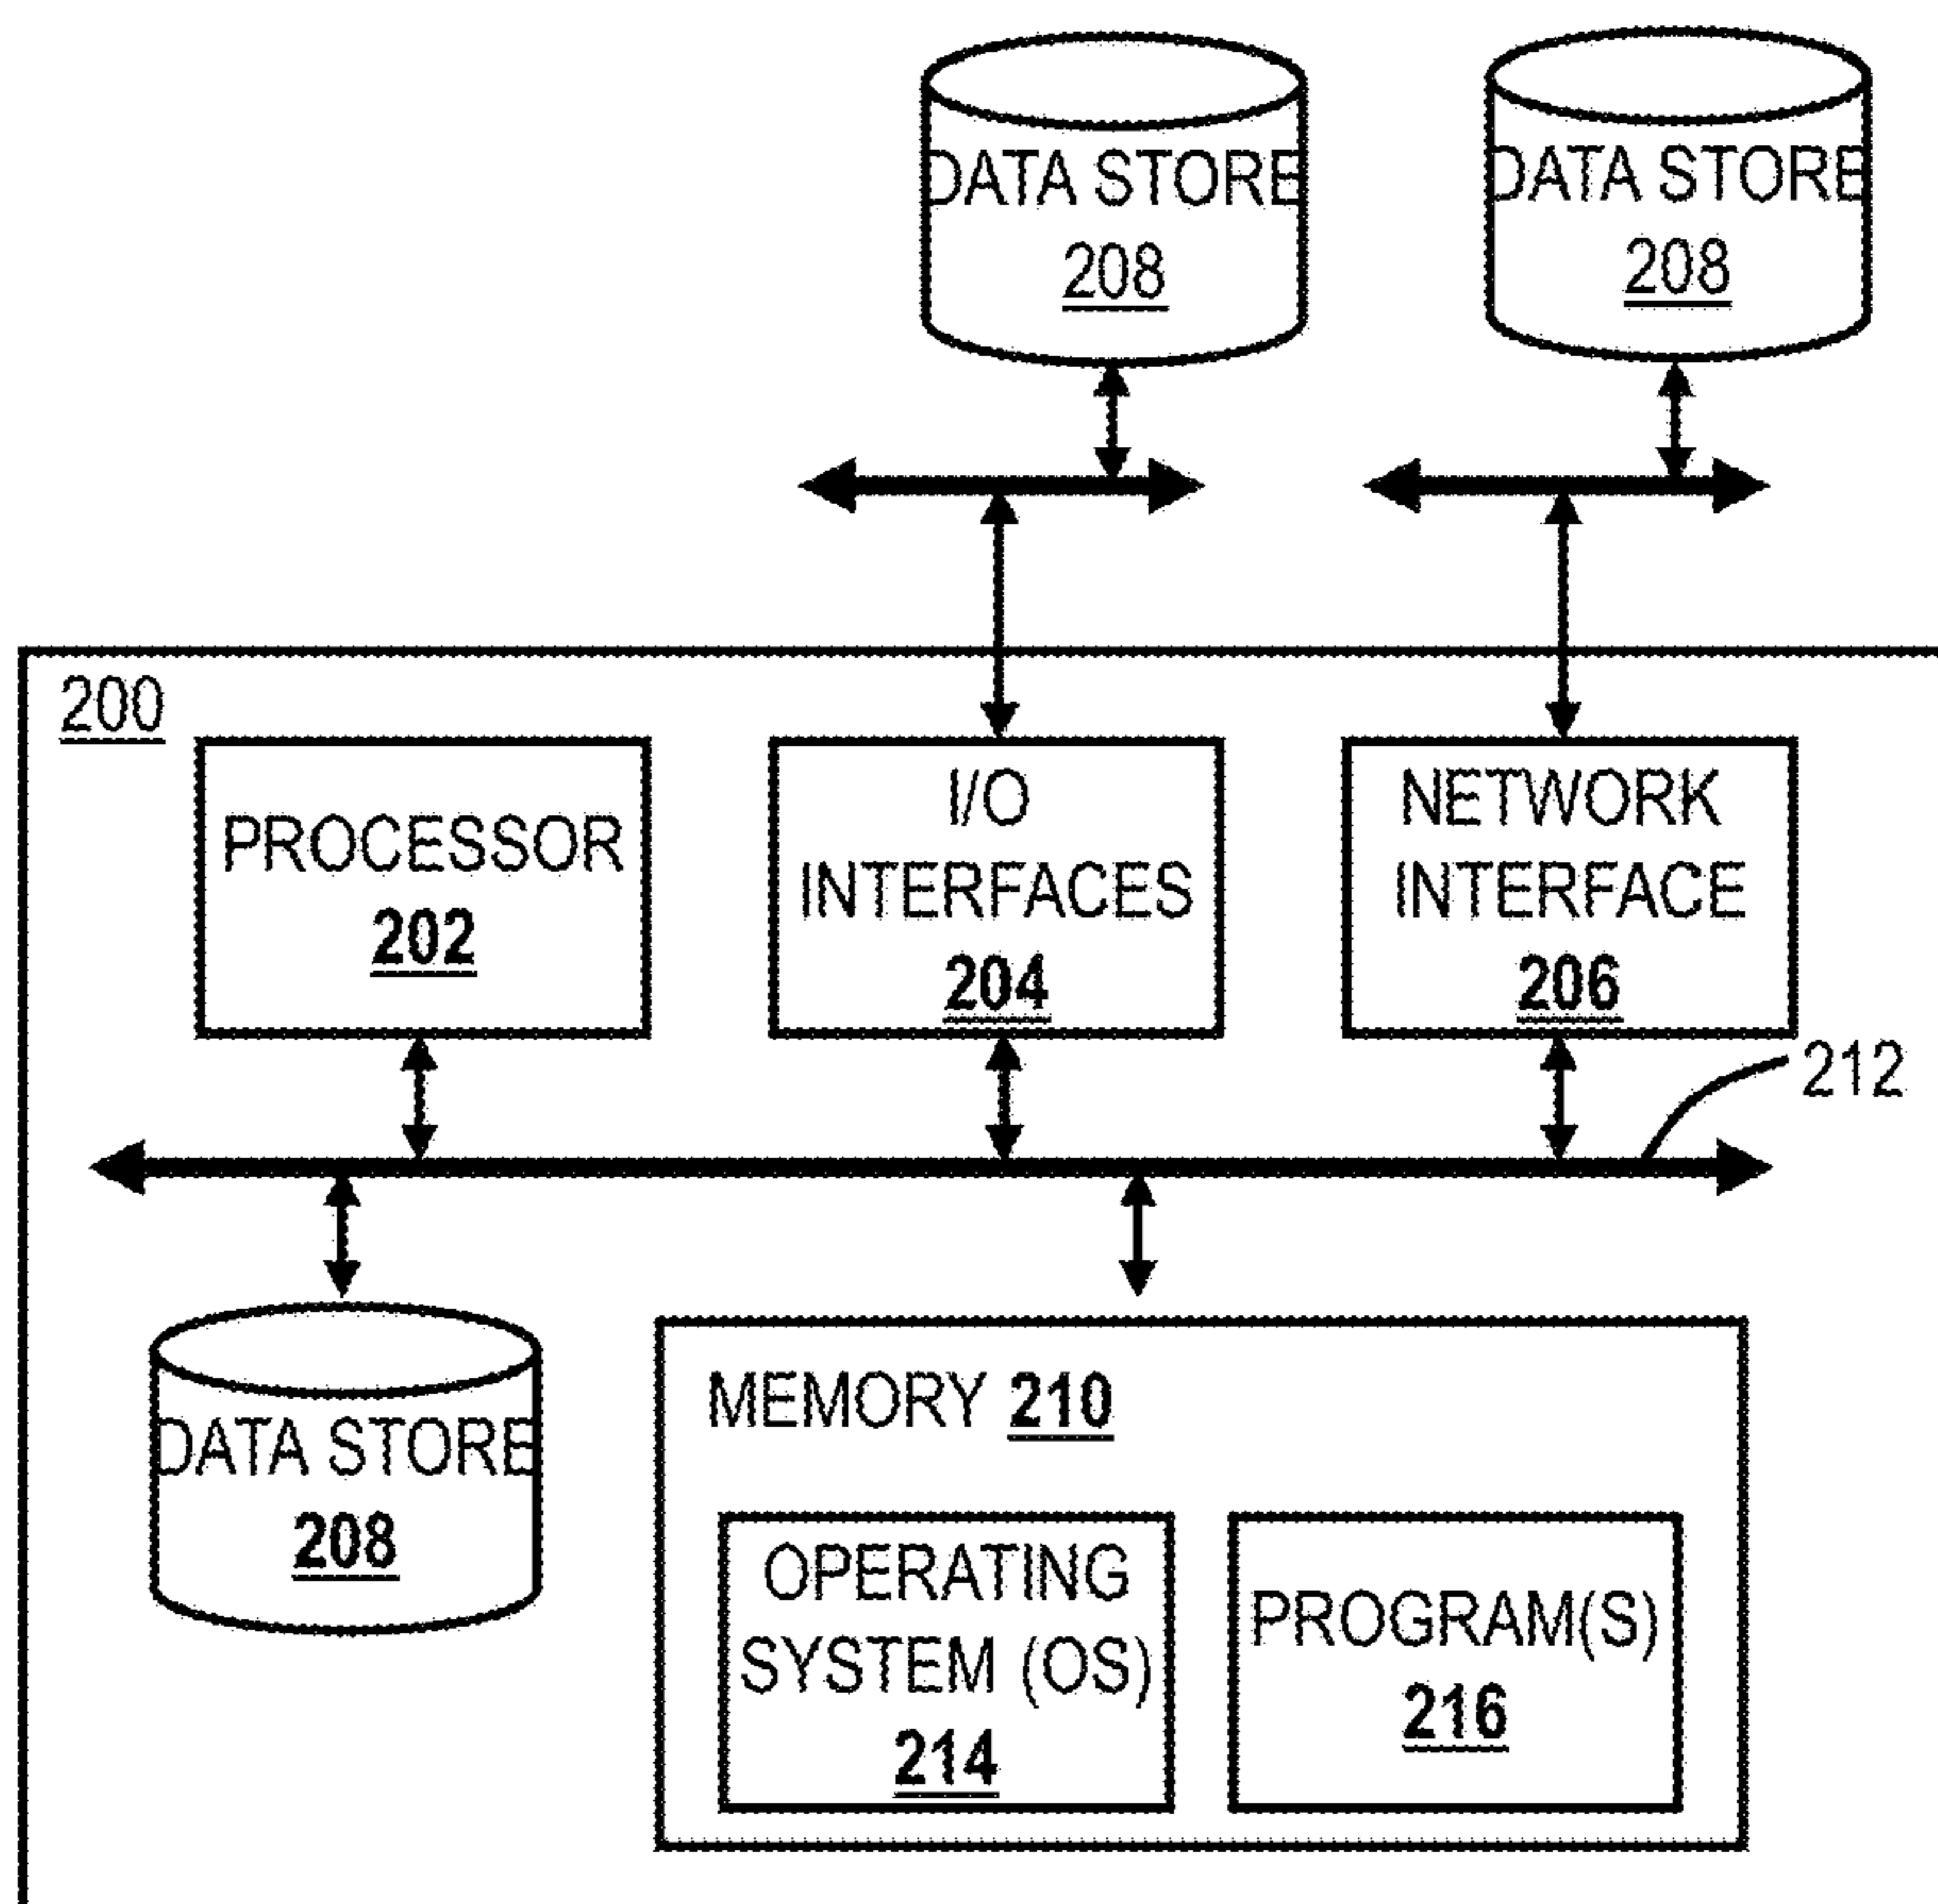 DATA STORE
208
DATA STORE
208
200
PROCESSOR
202
I/O
INTERFACES
204
NETWORK
INTERFACE
206
212
DATA STORE
208
MEMORY 210
OPERATING
SYSTEM (OS)
214
PROGRAM(S)
216